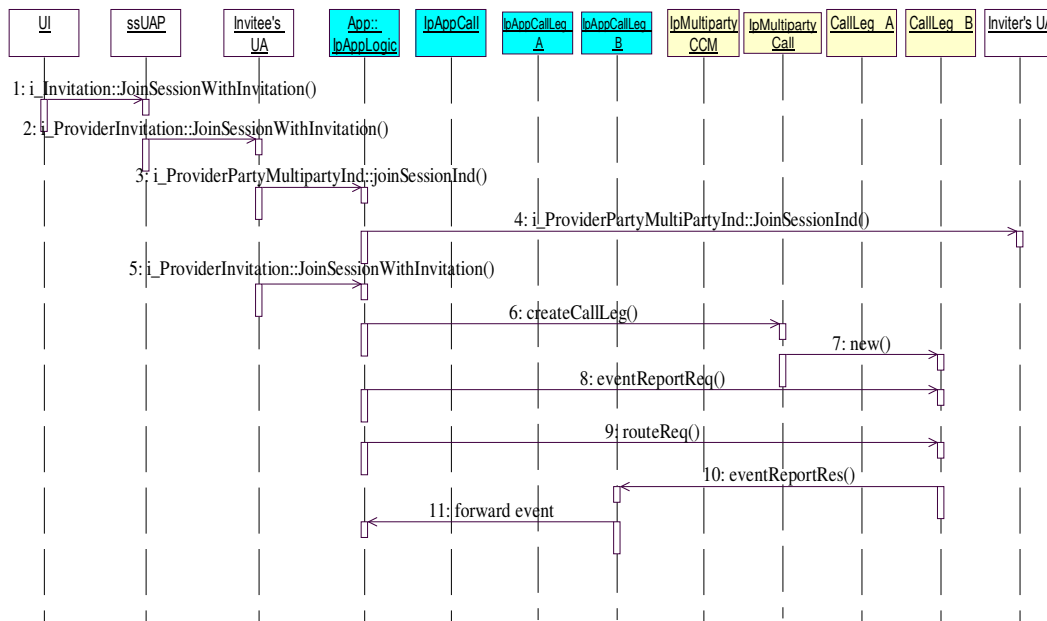 UI
ssUAP
Invitee's
UA
App::
IpAppLogic
IpAppCall
IpAppCallLeg
A
IpAppCallLeg
B
IpMultiparty
CCM
IpMultiparty
Call
CallLeg A
CallLeg B
Inviter's UA
1: i_Invitation::JoinSessionWithInvitation()
2: i_ProviderInvitation::JoinSessionWithInvitation()
3: i_ProviderPartyMultipartyInd::joinSessionInd()
4: i_ProviderPartyMultiPartyInd::JoinSessionInd()
5: i_ProviderInvitation::JoinSessionWithInvitation()
6: createCallLeg()
7: new()
8: eventReportReq()
9: routeReq()
10: eventReportRes()
11: forward event